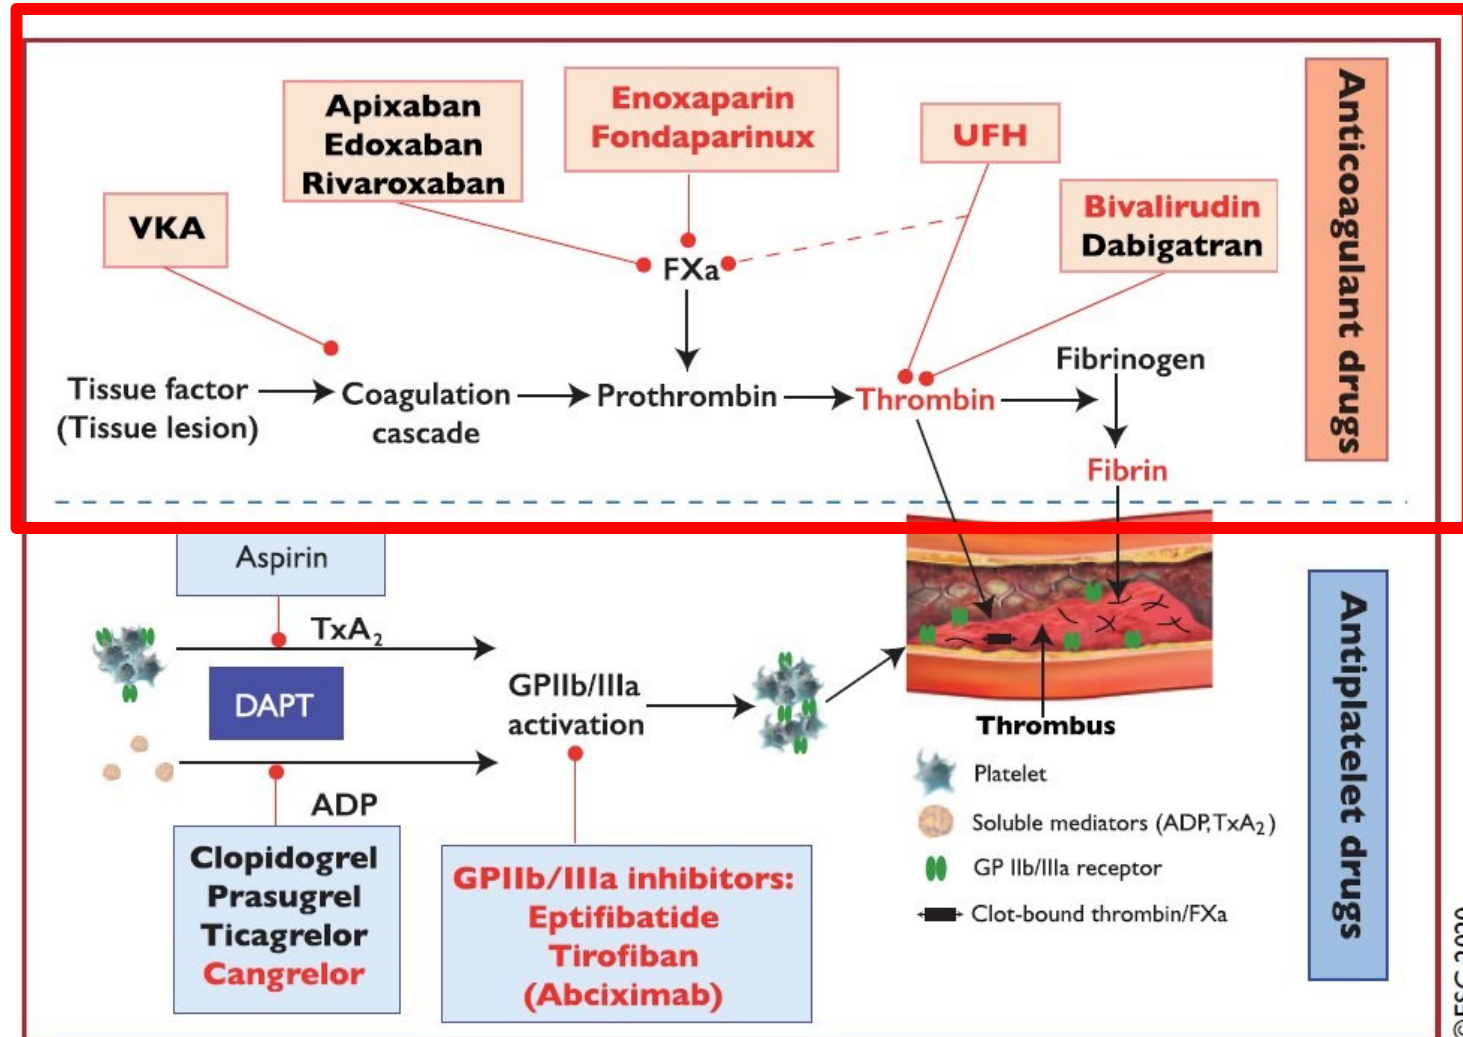 Apixaban
Edoxaban
Rivaroxaban
Enoxaparin
Fondaparinux
UFH
Bivalirudin
Dabigatran
VKA
FXa
Tissue factor
(Tissue lesion)
Coagulation
cascade
Prothrombin
Thrombin
Fibrinogen
Fibrin
Anticoagulant drugs
Aspirin
TxA₂
DAPT
ADP
GPIIb/IIIa
activation
Clopidogrel
Prasugrel
Ticagrelor
Cangrelor
GPIIb/IIIa inhibitors:
Eptifibatide
Tirofiban
(Abciximab)
Thrombus
Platelet
Soluble mediators (ADP,TxA₂)
GP IIb/IIIa receptor
Clot-bound thrombin/FXa
Antiplatelet drugs
©ESC 2020